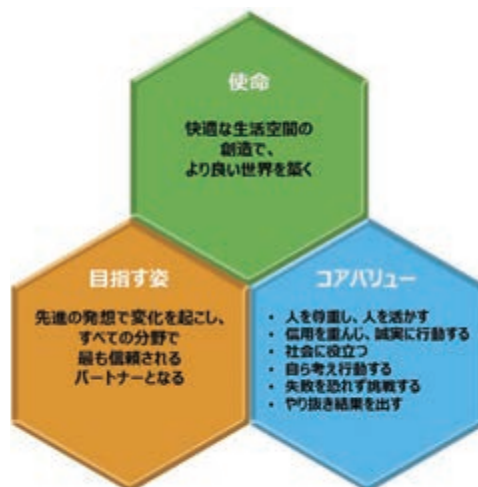 使命
快適な生活空間の
創造で、
より良い世界を築く
目指す姿
先進の発想で変化を起こし、
すべての分野で
最も信頼される
パートナーとなる
コアバリュー
• 人を尊重し、人を活かす
• 信用を重んじ、誠実に行動する
• 社会に役立つ
• 自ら考え行動する
• 失敗を恐れず挑戦する
• やり抜き結果を出す